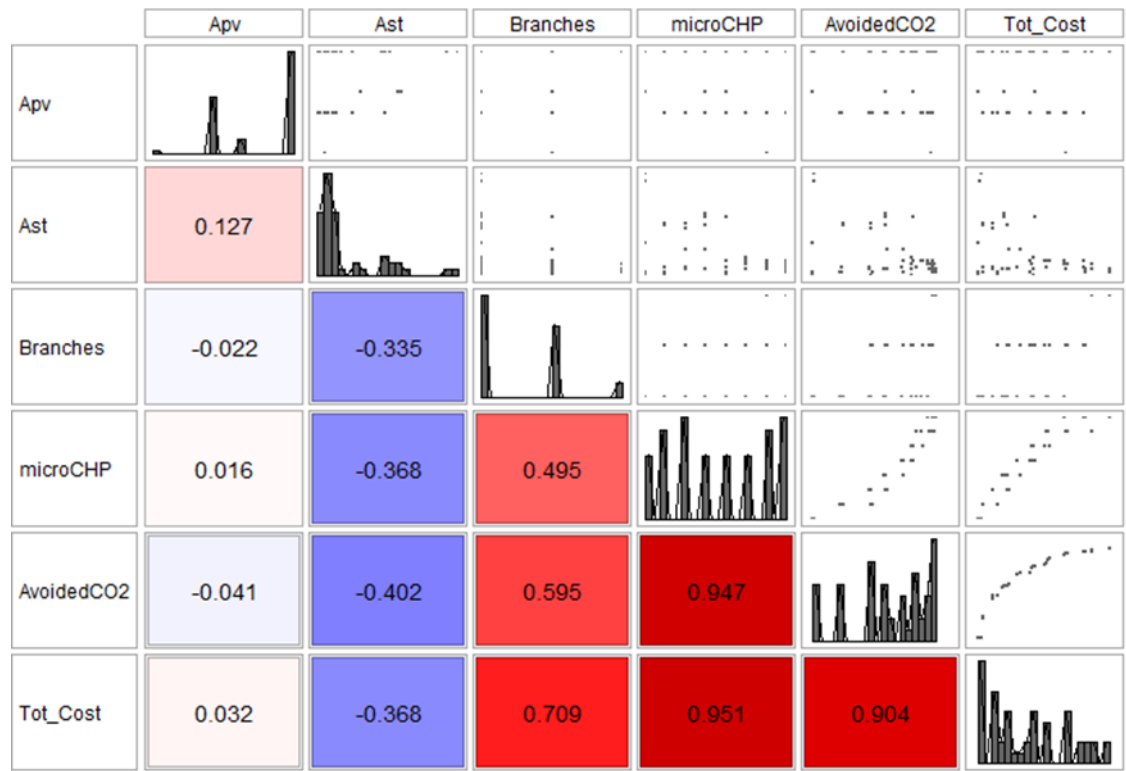 Apv Ast Branches microCHP AvoidedCO2 Tot_Cost
Apv
Ast 0.127
Branches -0.022 -0.335
microCHP 0.016 -0.368 0.495
AvoidedCO2 -0.041 -0.402 0.595 0.947
Tot_Cost 0.032 -0.368 0.709 0.951 0.904